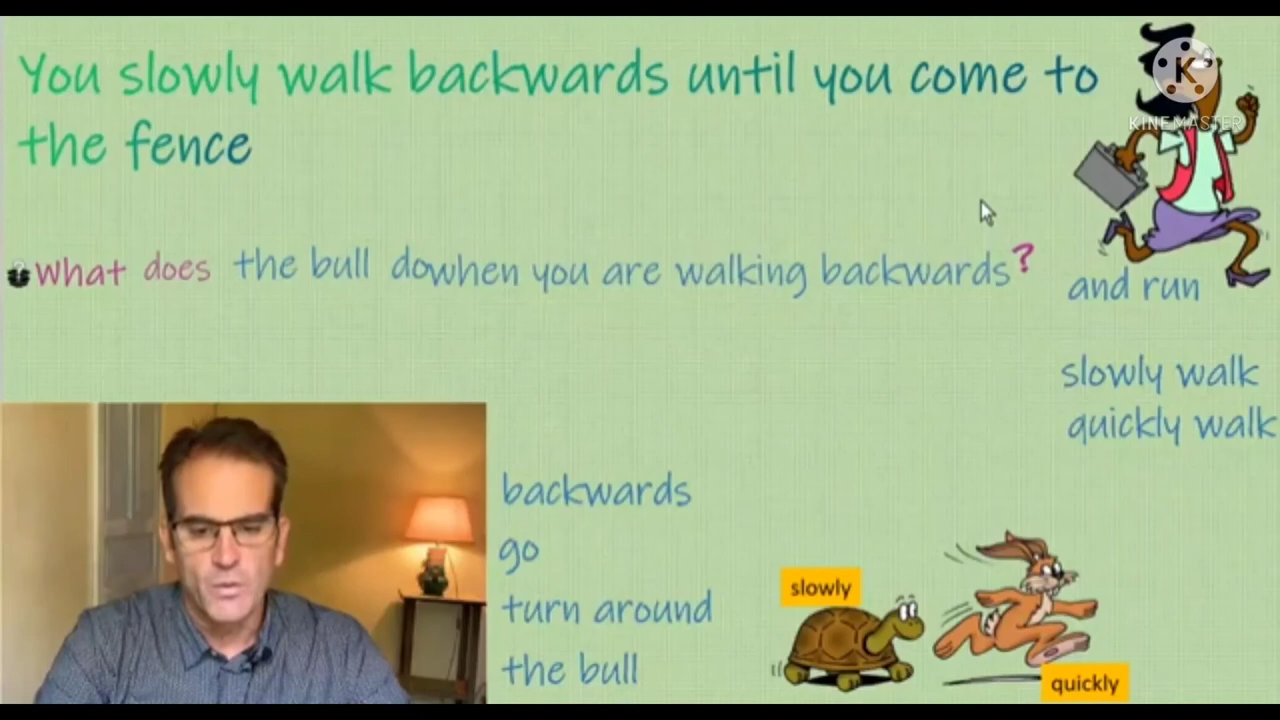 You slowly walk backwards until you come to
the fence
KINEMASTER
What does the bull dowhen you are walking backwards?
and run
slowly walk
quickly walk
backwards
go
turn around
the bull
slowly
quickly